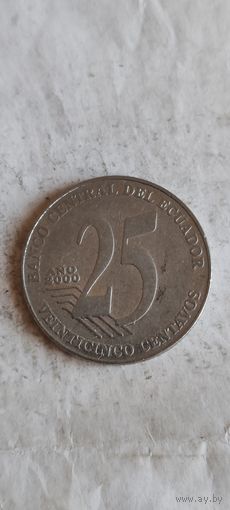 BANCO CENTRAL DEL ECUADOR
25
AÑO
2000
VEINTICINCO CENTAVOS
www.ay.by